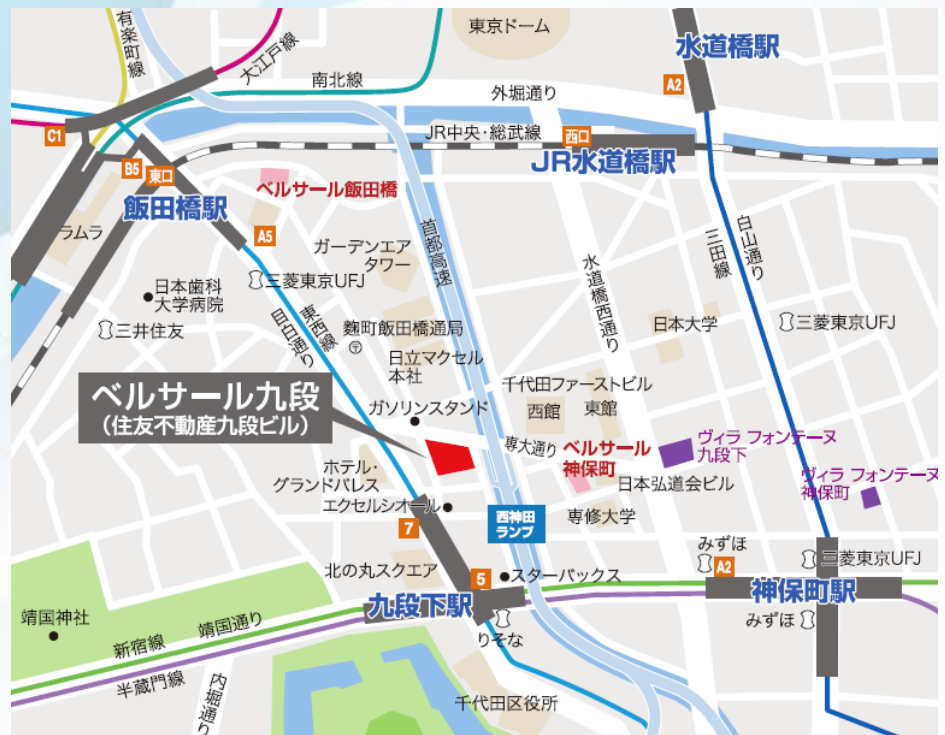 有楽町線
大江戸線
南北線
東京ドーム
水道橋駅
A2
外堀通り
C1
JR中央・総武線
西口
JR水道橋駅
B5
東口
飯田橋駅
ベルサール飯田橋
A5
ラムラ
ガーデンエア
タワー
首都高速
水道橋西通り
三田線
白山通り
日本歯科
大学病院
三菱東京UFJ
三井住友
東西線
目白通り
麴町飯田橋通局
〒
日本大学
三菱東京UFJ
日立マクセル
本社
ベルサール九段
(住友不動産九段ビル)
ガソリンスタンド
千代田ファーストビル
西館
東館
専大通り
ベルサール
神保町
ヴィラ フォンテーヌ
九段下
ヴィラ フォンテーヌ
神保町
日本弘道会ビル
ホテル・
グランドパレス
エクセルシオール
7
西神田
ランプ
専修大学
みずほ
A2
三菱東京UFJ
北の丸スクエア
5
スターバックス
九段下駅
神保町駅
りそな
みずほ
靖国神社
新宿線
靖国通り
半蔵門線
内堀通り
千代田区役所